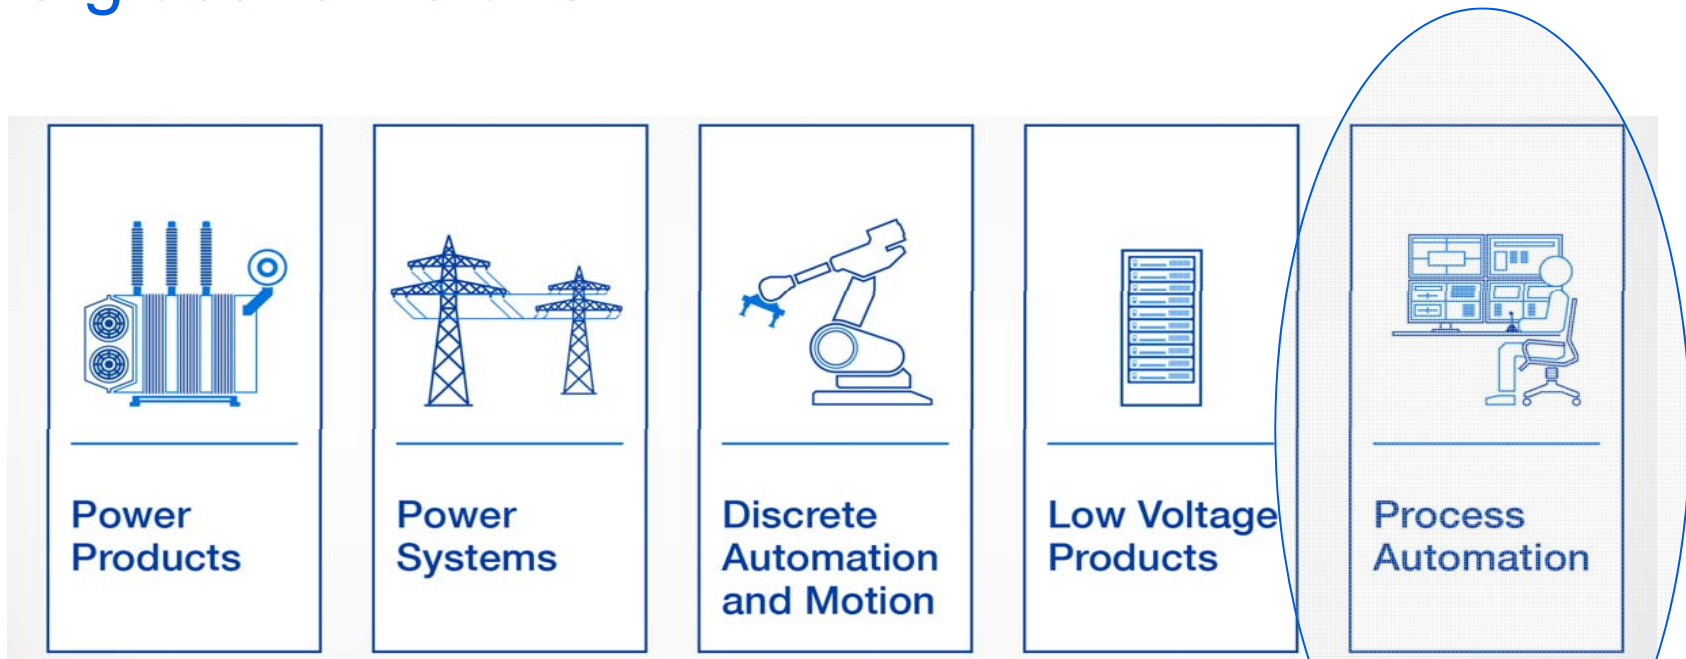 Power
Products
Power
Systems
Discrete
Automation
and Motion
Low Voltage
Products
Process
Automation